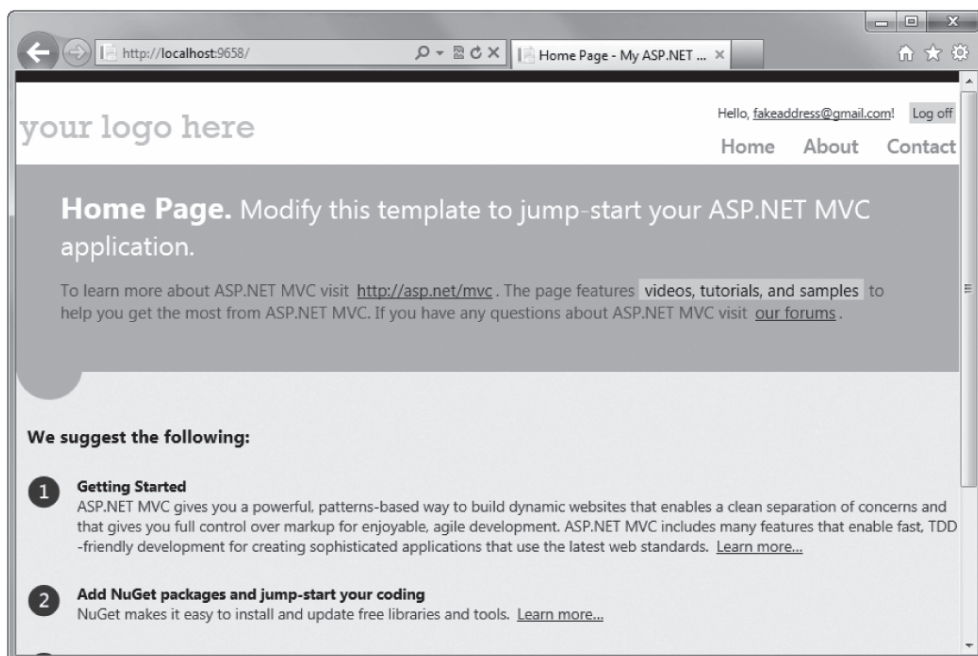 http://localhost:9658/
Home Page - My ASP.NET ...
Hello, fakeaddress@gmail.com! Log off
your logo here
Home About Contact
Home Page. Modify this template to jump-start your ASP.NET MVC
application.
To learn more about ASP.NET MVC visit http://asp.net/mvc . The page features videos, tutorials, and samples to
help you get the most from ASP.NET MVC. If you have any questions about ASP.NET MVC visit our forums .
We suggest the following:
1 Getting Started
ASP.NET MVC gives you a powerful, patterns-based way to build dynamic websites that enables a clean separation of concerns and
that gives you full control over markup for enjoyable, agile development. ASP.NET MVC includes many features that enable fast, TDD
-friendly development for creating sophisticated applications that use the latest web standards. Learn more...
2 Add NuGet packages and jump-start your coding
NuGet makes it easy to install and update free libraries and tools. Learn more...